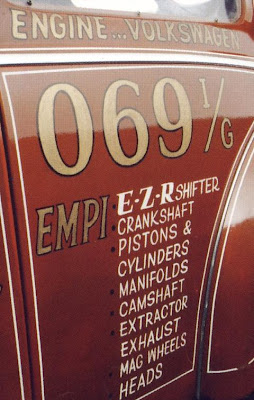 ENGINE...VOLKSWAGEN
069 I/G
EMPI · E-Z-R SHIFTER
· CRANKSHAFT
· PISTONS &
CYLINDERS
· MANIFOLDS
· CAMSHAFT
· EXTRACTOR
EXHAUST
· MAG WHEELS
· HEADS